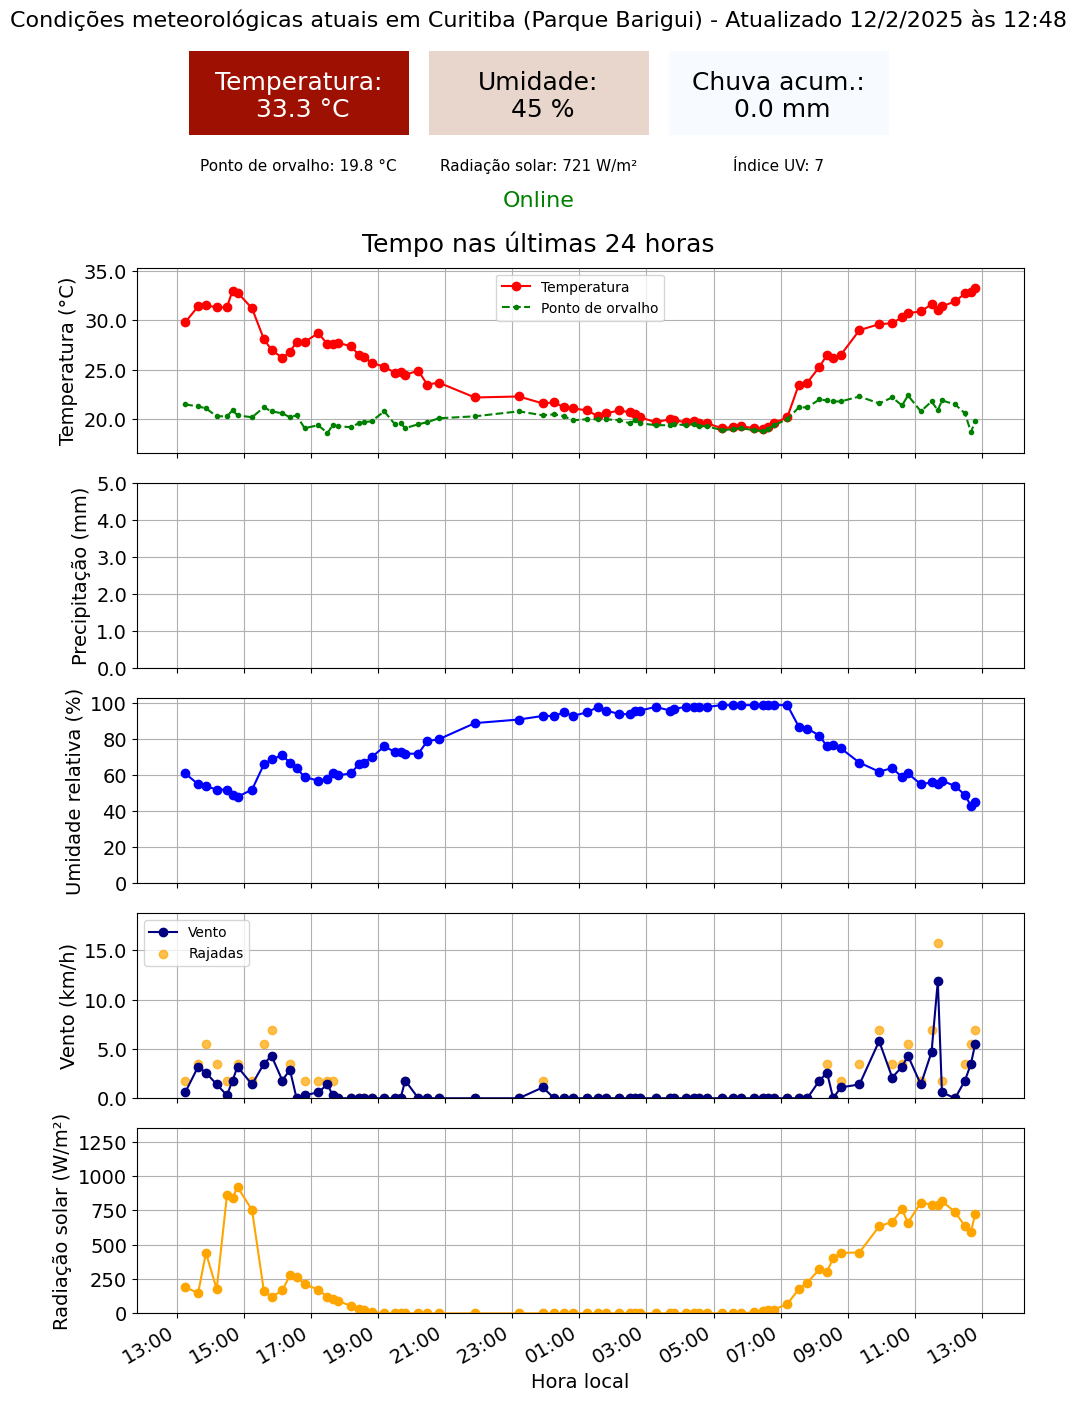 Condições meteorológicas atuais em Curitiba (Parque Barigui) - Atualizado 12/2/2025 às 12:48
Temperatura:
33.3 °C
Umidade:
45 %
Chuva acum.:
0.0 mm
Ponto de orvalho: 19.8 °C
Radiação solar: 721 W/m²
Índice UV: 7
Online
Tempo nas últimas 24 horas
Temperatura (°C)
35.0
30.0
25.0
20.0
Temperatura
Ponto de orvalho
Precipitação (mm)
5.0
4.0
3.0
2.0
1.0
0.0
Umidade relativa (%)
100
80
60
40
20
0
Vento (km/h)
15.0
10.0
5.0
0.0
Vento
Rajadas
Radiação solar (W/m²)
1250
1000
750
500
250
0
13:00
15:00
17:00
19:00
21:00
23:00
01:00
03:00
05:00
07:00
09:00
11:00
13:00
Hora local